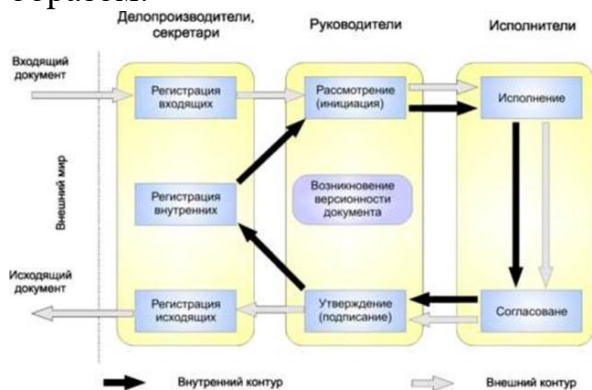 образом:
Делопроизводители,
секретари
Руководители
Исполнители
Входящий
документ
Регистрация
входящих
Рассмотрение
(инициация)
Исполнение
Внешний мир
Регистрация
внутренних
Возникновение
версионности
документа
Исходящий
документ
Регистрация
исходящих
Утверждение
(подписание)
Согласоване
Внутренний контур
Внешний контур